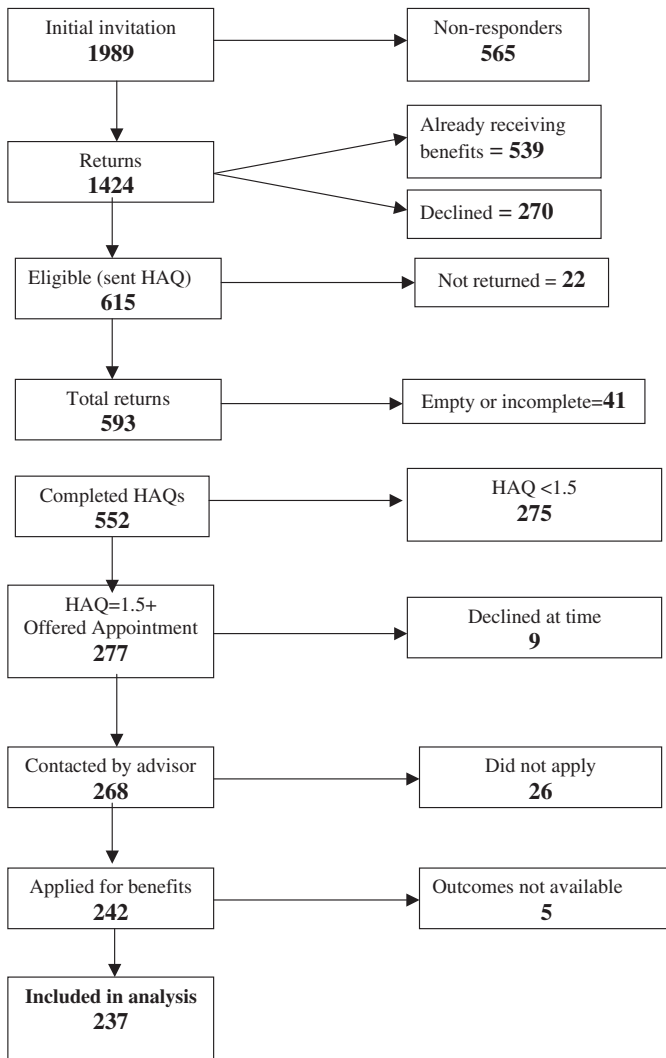 Initial invitation
1989
Non-responders
565
Already receiving
benefits = 539
Returns
1424
Declined = 270
Eligible (sent HAQ)
615
Not returned = 22
Total returns
593
Empty or incomplete=41
Completed HAQs
552
HAQ <1.5
275
HAQ=1.5+
Offered Appointment
277
Declined at time
9
Contacted by advisor
268
Did not apply
26
Applied for benefits
242
Outcomes not available
5
Included in analysis
237